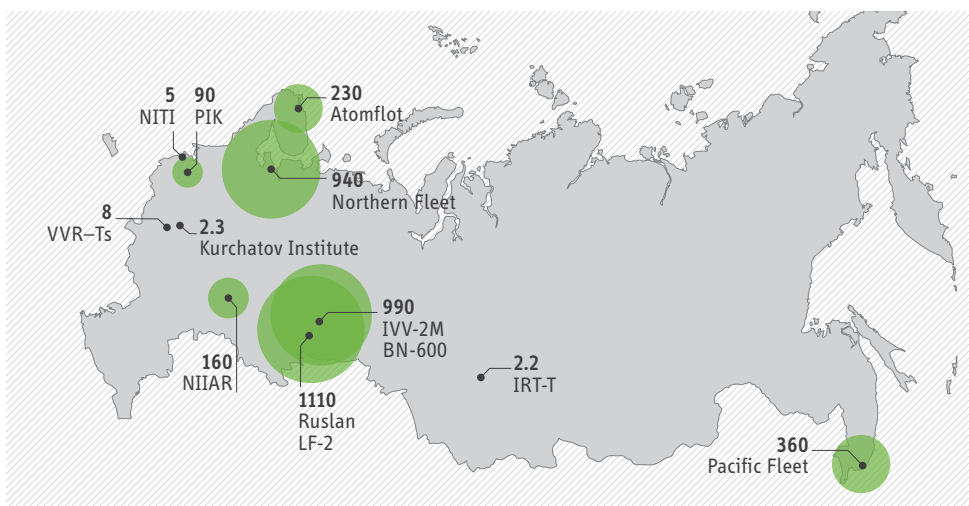 5
NITI
90
PIK
230
Atomflot
940
Northern Fleet
8
VVR–Ts
2.3
Kurchatov Institute
990
IVV-2M
BN-600
160
NIIAR
1110
Ruslan
LF-2
2.2
IRT-T
360
Pacific Fleet